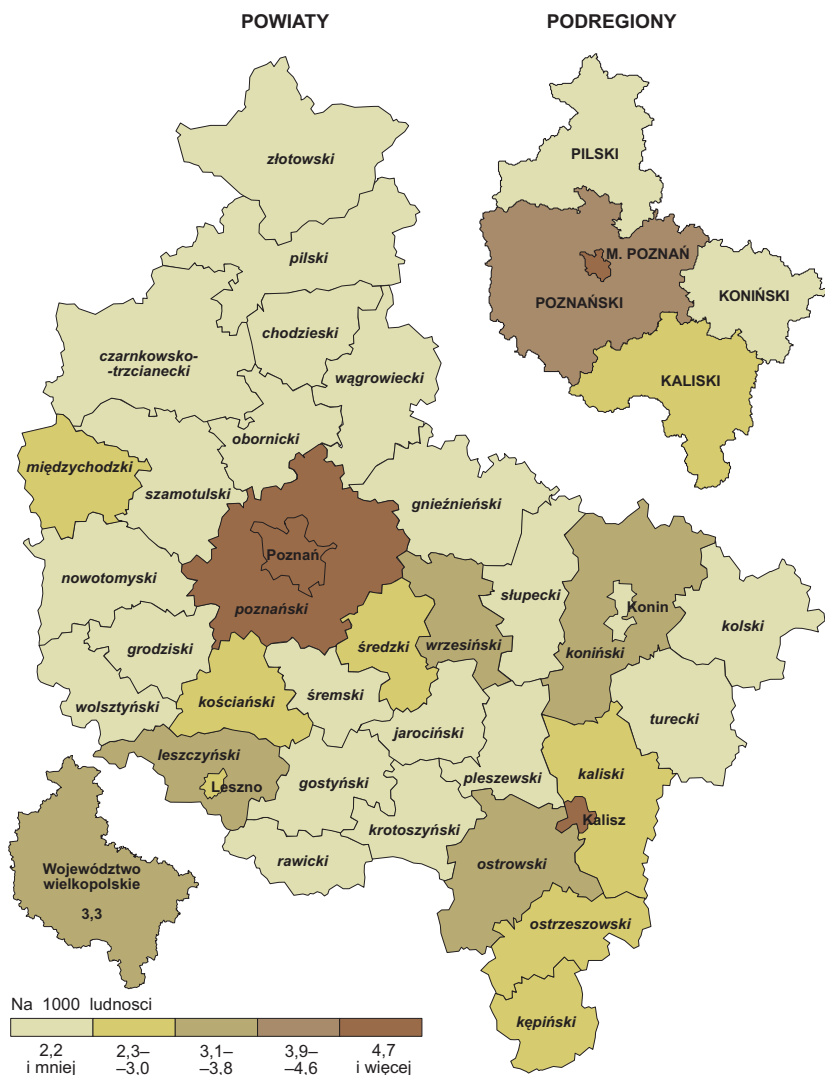 POWIATY
PODREGIONY
złotowski
pilski
chodzieski
czarnkowsko-
-trzcianecki
wągrowiecki
obornicki
międzychodzki
szamotulski
gnieźnieński
Poznań
nowotomyski
poznański
słupecki
Konin
kolski
grodziski
średzki
wrzesiński
koniński
kościański
śremski
wolsztyński
turecki
jarociński
leszczyński
Leszno
gostyński
pleszewski
kaliski
Kalisz
krotoszyński
rawicki
ostrowski
ostrzeszowski
kępiński
PILSKI
M. POZNAŃ
POZNAŃSKI
KONIŃSKI
KALISKI
Województwo
wielkopolskie
3,3
Na 1000 ludnosci
2,2
i mniej
2,3–
–3,0
3,1–
–3,8
3,9–
–4,6
4,7
i więcej